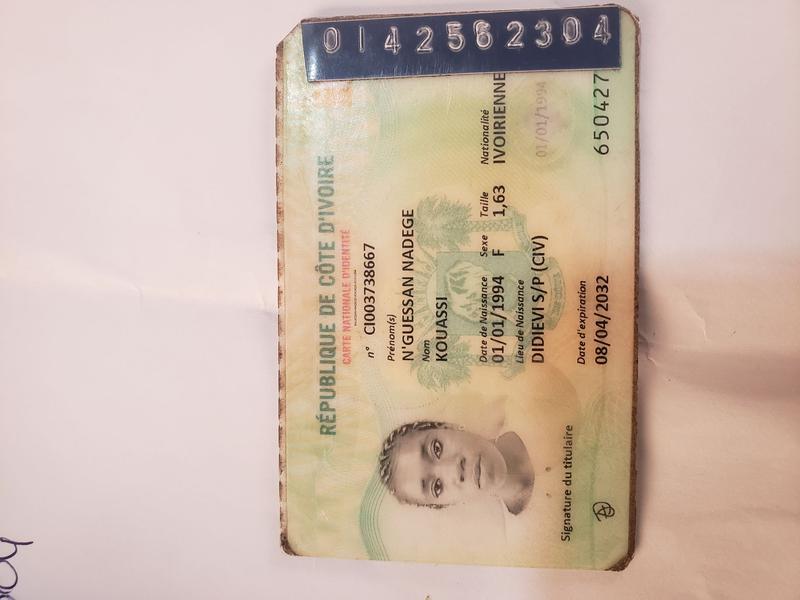 0142562304
RÉPUBLIQUE DE CÔTE D'IVOIRE
CARTE NATIONALE D'IDENTITÉ
n° CI003738667
Prénom(s)
N'GUESSAN NADEGE
Nom
KOUASSI
Date de Naissance Sexe Taille Nationalité
01/01/1994 F 1,63 IVOIRIENNE
Lieu de Naissance
DIDIEVI S/P (CIV)
01/01/1994
Date d'expiration
08/04/2032
650427
Signature du titulaire